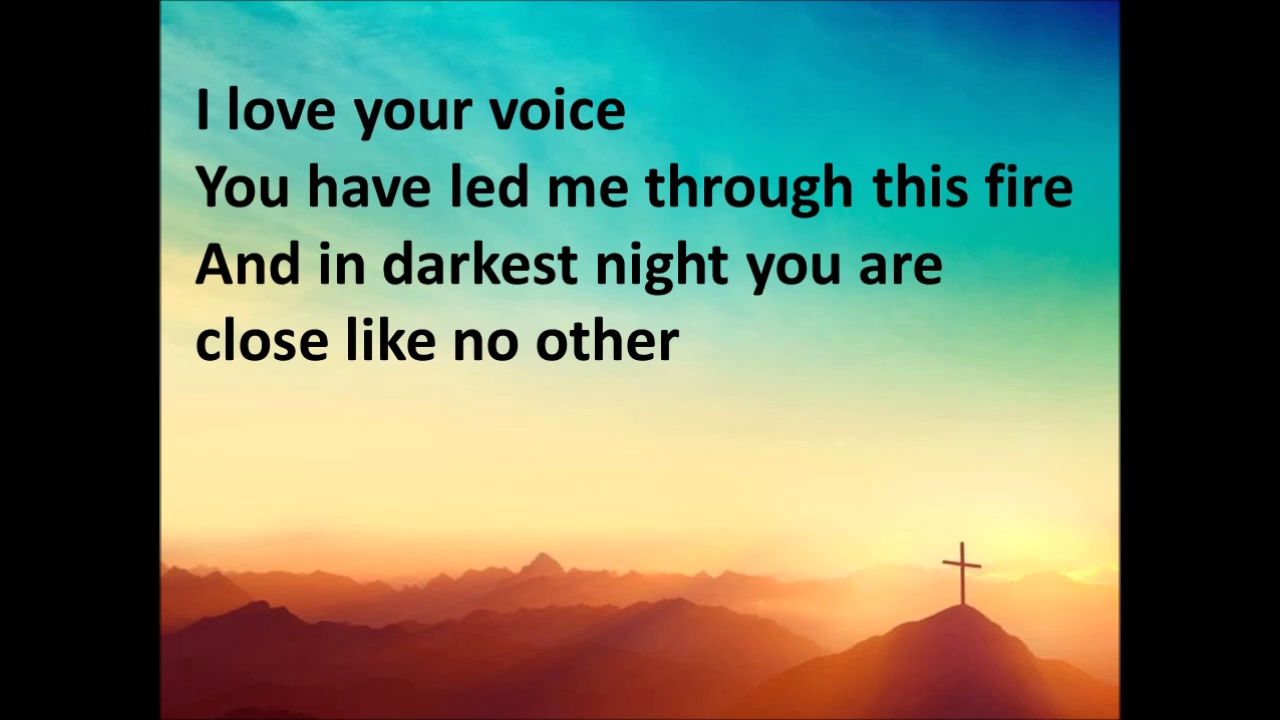 I love your voice
You have led me through this fire
And in darkest night you are
close like no other